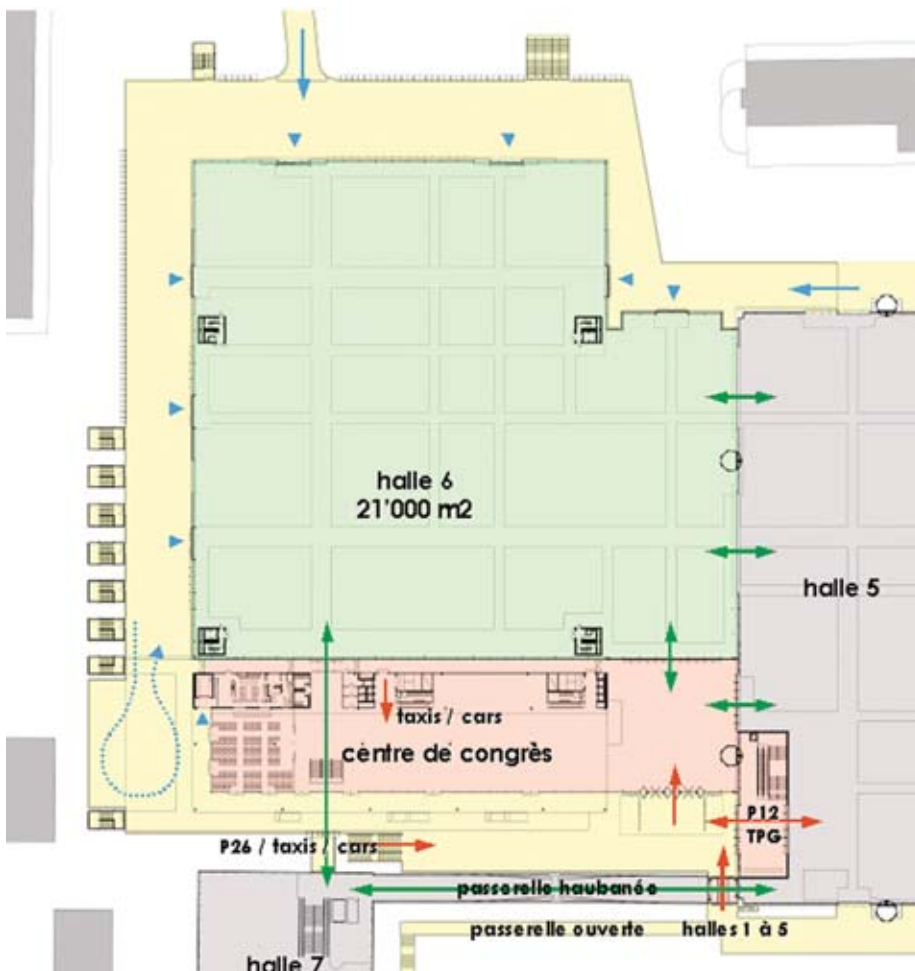 halle 6
21'000 m2
halle 5
taxis / cars
centre de congrès
P12
TPG
P26 / taxis / cars
passerelle haubanée
passerelle ouverte
halles 1 à 5
halle 7